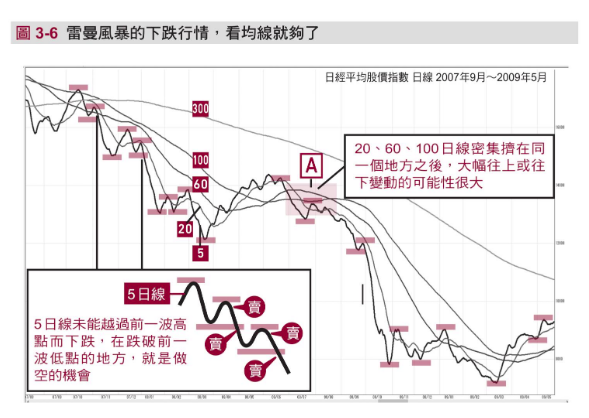 圖 3-6 雷曼風暴的下跌行情，看均線就夠了
日經平均股價指數 日線 2007年9月～2009年5月
300
A
20、60、100日線密集擠在同
一個地方之後，大幅往上或往
下變動的可能性很大
100
60
20
5
5日線
5日線未能越過前一波高
點而下跌，在跌破前一
波低點的地方，就是做
空的機會
賣
賣
賣
賣